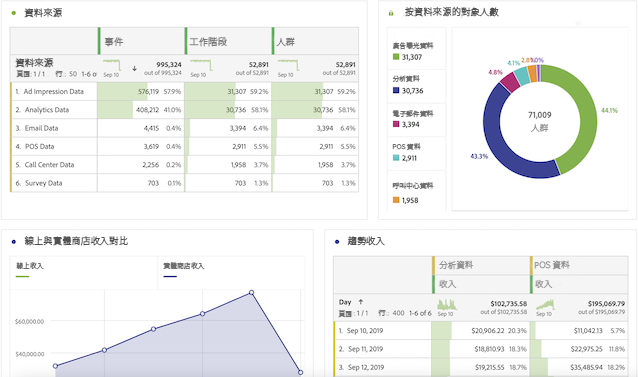 資料來源
事件 工作階段 人群
資料來源
995,324 52,891 52,891
頁面: 1 / 1 行: 50 1-6 of
Sep 10 out of 995,324 Sep 10 out of 52,891 Sep 10 out of 52,891
1. Ad Impression Data 576,119 57.9% 31,307 59.2% 31,307 59.2%
2. Analytics Data 408,212 41.0% 30,736 58.1% 30,736 58.1%
3. Email Data 4,415 0.4% 3,394 6.4% 3,394 6.4%
4. POS Data 3,619 0.4% 2,911 5.5% 2,911 5.5%
5. Call Center Data 2,256 0.2% 1,958 3.7% 1,958 3.7%
6. Survey Data 703 0.1% 703 1.3% 703 1.3%
按資料來源的對象人數
廣告曝光資料
31,307
分析資料
30,736
電子郵件資料
3,394
POS 資料
2,911
呼叫中心資料
1,958
4.1% 2.8%
4.8%
44.1%
43.3%
71,009
人群
線上與實體商店收入對比
線上收入 實體商店收入
$60,000.00
$40,000.00
趨勢收入
分析資料 POS 資料
收入 收入
Day $102,735.58 $195,069.79
頁面: 1 / 1 行: 400 1-6 of 6 Sep 10 out of $102,735.58 Sep 10 out of $195,069.79
1. Sep 10, 2019 $20,906.22 20.3% $11,042.13 5.7%
2. Sep 11, 2019 $18,810.93 18.3% $22,975.25 11.8%
3. Sep 12, 2019 $19,215.55 18.7% $35,485.94 18.2%